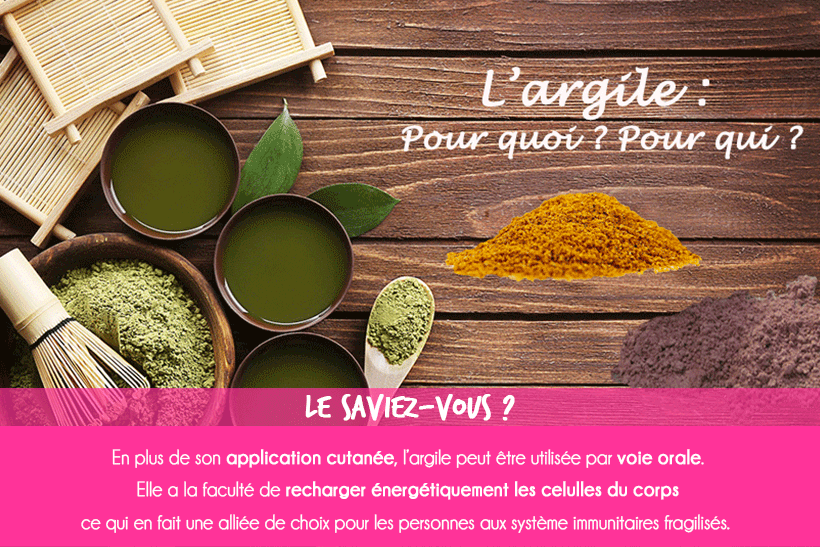 L'argile :
Pour quoi ? Pour qui ?
LE SAVIEZ-VOUS ?
En plus de son application cutanée, l'argile peut être utilisée par voie orale.
Elle a la faculté de recharger énergétiquement les celulles du corps
ce qui en fait une alliée de choix pour les personnes aux système immunitaires fragilisés.